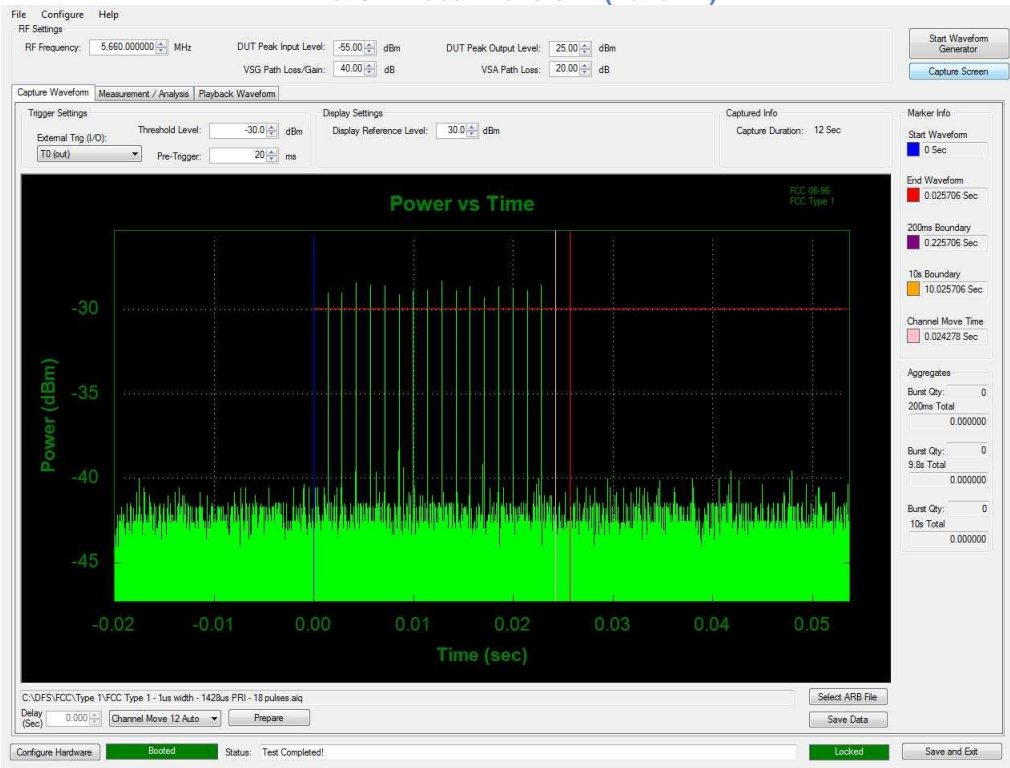 File Configure Help
RF Settings
RF Frequency: 5,660.000000 MHz DUT Peak Input Level: -55.00 dBm DUT Peak Output Level: 25.00 dBm
VSG Path Loss/Gain: 40.00 dB VSA Path Loss: 20.00 dB
Start Waveform Generator
Capture Screen
Capture Waveform Measurement / Analysis Playback Waveform
Trigger Settings
External Trig (I/O): Threshold Level: -30.0 dBm
T0 (out) Pre-Trigger: 20 ms
Display Settings
Display Reference Level: 30.0 dBm
Captured Info
Capture Duration: 12 Sec
Marker Info
Start Waveform
0 Sec
End Waveform
0.025706 Sec
200ms Boundary
0.225706 Sec
10s Boundary
10.025706 Sec
Channel Move Time
0.024278 Sec
Aggregates
Burst Qty: 0
200ms Total
0.000000
Burst Qty: 0
9.8s Total
0.000000
Burst Qty: 0
10s Total
0.000000
Power vs Time
FCC 06-96
FCC Type 1
Power (dBm)
-30
-35
-40
-45
-0.02 -0.01 0.00 0.01 0.02 0.03 0.04 0.05
Time (sec)
C:\DFS\FCC\Type 1\FCC Type 1 - 1us width - 1428us PRI - 18 pulses.aiq Select ARB File
Delay (Sec) 0.000 Channel Move 12 Auto Prepare Save Data
Configure Hardware Booted Status: Test Completed! Locked Save and Exit